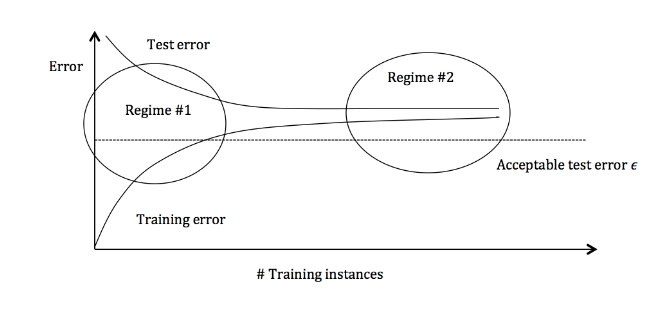 Test error
Error
Regime #2
Regime #1
Acceptable test error ϵ
Training error
# Training instances